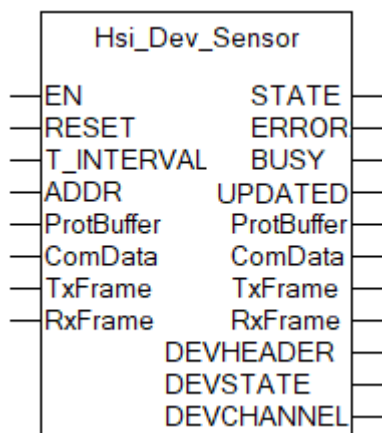 Hsi_Dev_Sensor
EN STATE
RESET ERROR
T_INTERVAL BUSY
ADDR UPDATED
ProtBuffer ProtBuffer
ComData ComData
TxFrame TxFrame
RxFrame RxFrame
DEVHEADER
DEVSTATE
DEVCHANNEL